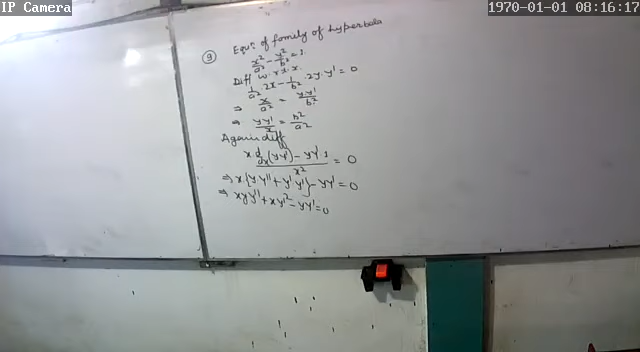 IP Camera
1970-01-01 08:16:17
9 Equn of family of hyperbola
x²/a² - y²/b² = 1.
Diff w.r.t. x.
1/a² . 2x - 1/b² 2y.y' = 0
⇒ x/a² = yy'/b²
⇒ yy'/x = b²/a²
Again diff
x.d/dx(yy') - yy'.1 / x² = 0
⇒ x.{yy'' + y'y'} - yy' = 0
⇒ xyy'' + xy'² - yy' = 0